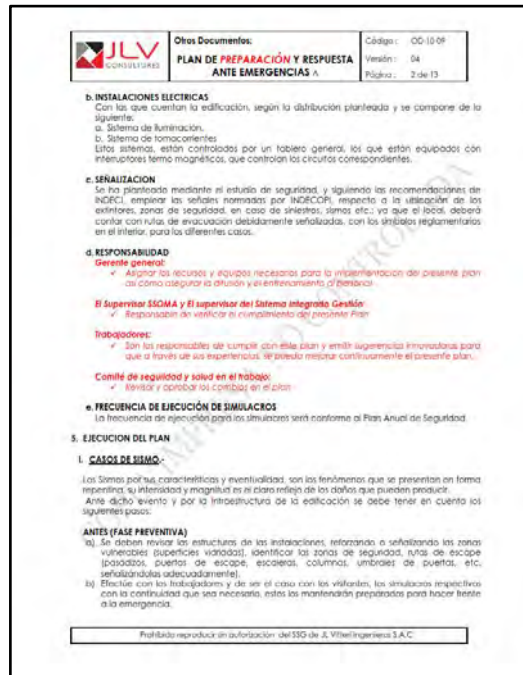 JLV
CONSULTORES
Otros Documentos:
PLAN DE PREPARACIÓN Y RESPUESTA
ANTE EMERGENCIAS
Código : OD-10-09
Versión : 04
Página : 2 de 13
b. INSTALACIONES ELECTRICAS
Con las que cuentan la edificación, según la distribución planteada y se compone de la
siguiente:
a. Sistema de iluminación.
b. Sistema de tomacorrientes
Estos sistemas, están controlados por un tablero general, los que están equipados con
interruptores termo magnéticos, que controlan los circuitos correspondientes.
c. SEÑALIZACION
Se ha planteado mediante el estudio de seguridad, y siguiendo las recomendaciones de
INDECI, emplear las señales normadas por INDECOPI, respecto a la ubicación de los
extintores, zonas de seguridad, en caso de siniestros, sismos etc.; ya que el local, deberá
contar con rutas de evacuación debidamente señalizadas, con los símbolos reglamentarios
en el interior, para los diferentes casos.
d. RESPONSABILIDAD
Gerente general:
✓ Asignar los recursos y equipos necesarios para la implementación del presente plan
así como asegurar la difusión y el entrenamiento al personal
El Supervisor SSOMA y El supervisor del Sistema Integrado Gestión:
✓ Responsable de verificar el cumplimiento del presente Plan
Trabajadores:
✓ Son los responsables de cumplir con éste plan y emitir sugerencias innovadoras para
que a través de sus experiencias, se pueda mejorar continuamente el presente plan.
Comité de seguridad y salud en el trabajo:
✓ Revisar y aprobar los cambios en el plan
e. FRECUENCIA DE EJECUCIÓN DE SIMULACROS
La frecuencia de ejecución para los simulacros será conforme al Plan Anual de Seguridad.
5. EJECUCION DEL PLAN
I. CASOS DE SISMO.-
Los Sismos por sus características y eventualidad, son los fenómenos que se presentan en forma
repentina, su intensidad y magnitud es el claro reflejo de los daños que pueden producir.
Ante dicho evento y por la infraestructura de la edificación se debe tener en cuenta los
siguientes pasos:
ANTES (FASE PREVENTIVA)
a) Se deben revisar las estructuras de las instalaciones, reforzando o señalizando las zonas
vulnerables (superficies vidriadas), identificar las zonas de seguridad, rutas de escape
(pasadizos, puertas de escape, escaleras, columnas, umbrales de puertas, etc.
señalizándolas adecuadamente).
b) Efectúe con los trabajadores y de ser el caso con los visitantes, los simulacros respectivos
con la continuidad que sea necesaria, estos los mantendrán preparados para hacer frente
a la emergencia.
Prohibido reproducir sin autorización del SSG de JL Vittteri Ingenieros S.A.C